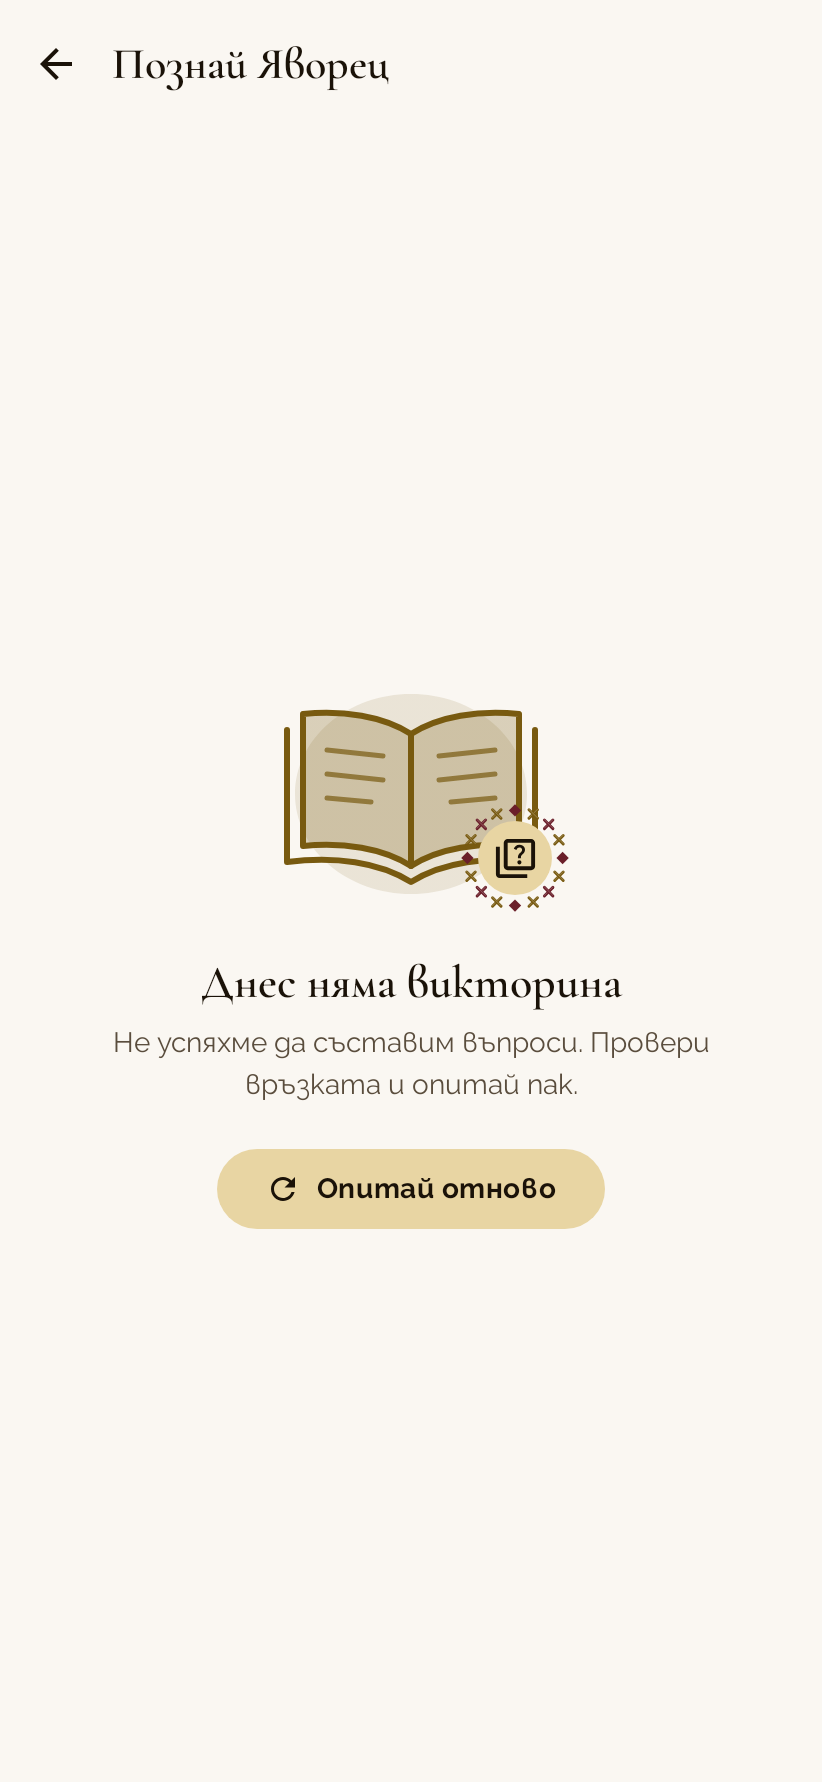 Познай Яворец
?
Днес няма викторина
Не успяхме да съставим въпроси. Провери
връзката и опитай пак.
Опитай отново